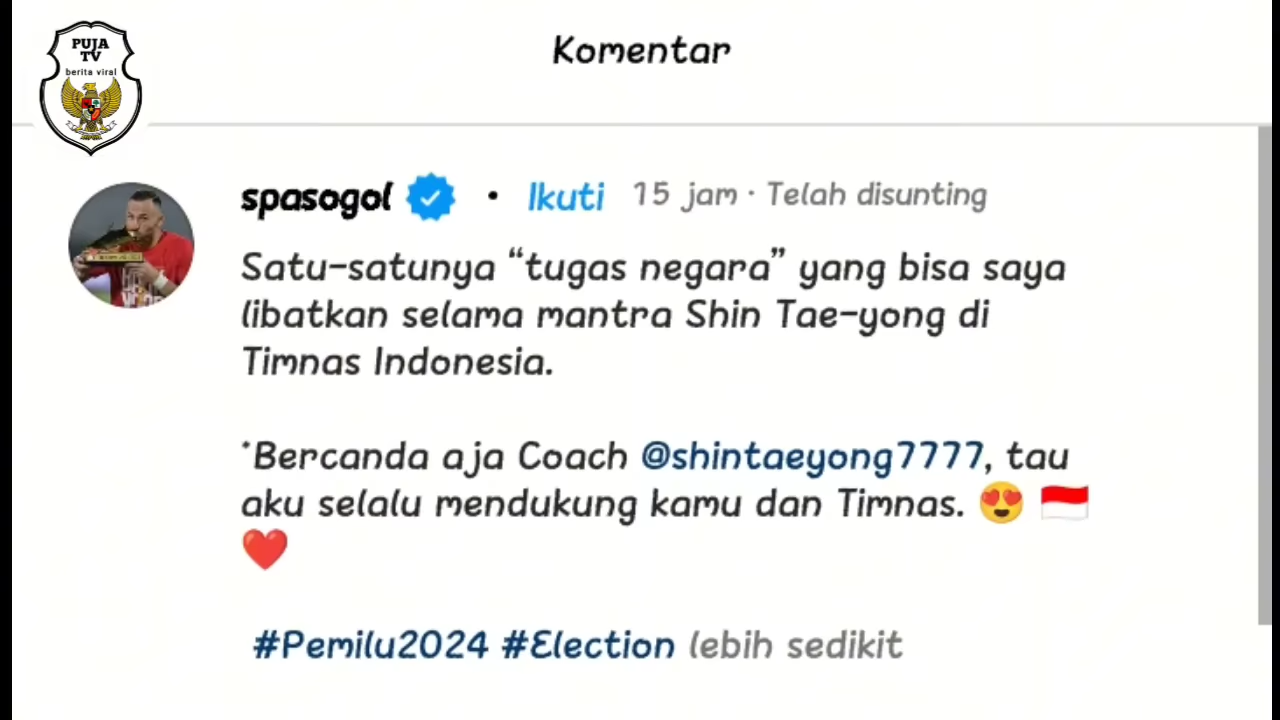 PUJA
TV
berita viral
Komentar
spasogol • Ikuti 15 jam · Telah disunting
Satu-satunya “tugas negara” yang bisa saya
libatkan selama mantra Shin Tae-yong di
Timnas Indonesia.
*Bercanda aja Coach @shintaeyong7777, tau
aku selalu mendukung kamu dan Timnas. 😍 🇮🇩
❤️
#Pemilu2024 #Election lebih sedikit